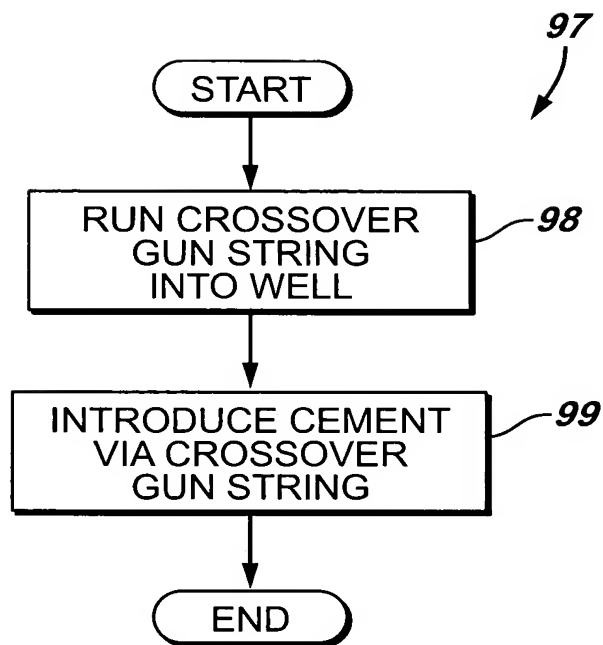 97
START
RUN CROSSOVER
GUN STRING
INTO WELL
98
INTRODUCE CEMENT
VIA CROSSOVER
GUN STRING
99
END